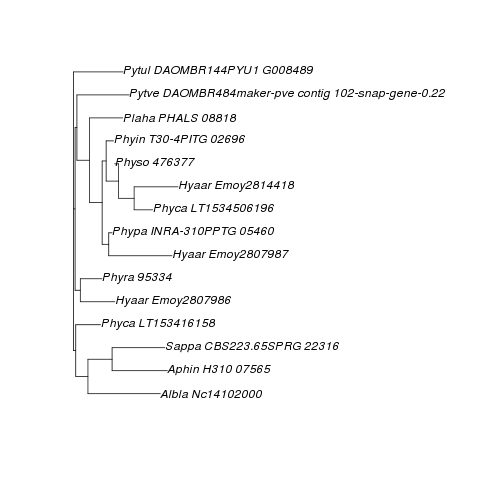 Pytul DAOMBR144PYU1 G008489
Pytve DAOMBR484maker-pve contig 102-snap-gene-0.22
Plaha PHALS 08818
Phyin T30-4PITG 02696
Physo 476377
Hyaar Emoy2814418
Phyca LT1534506196
Phypa INRA-310PPTG 05460
Hyaar Emoy2807987
Phyra 95334
Hyaar Emoy2807986
Phyca LT153416158
Sappa CBS223.65SPRG 22316
Aphin H310 07565
Albla Nc14102000